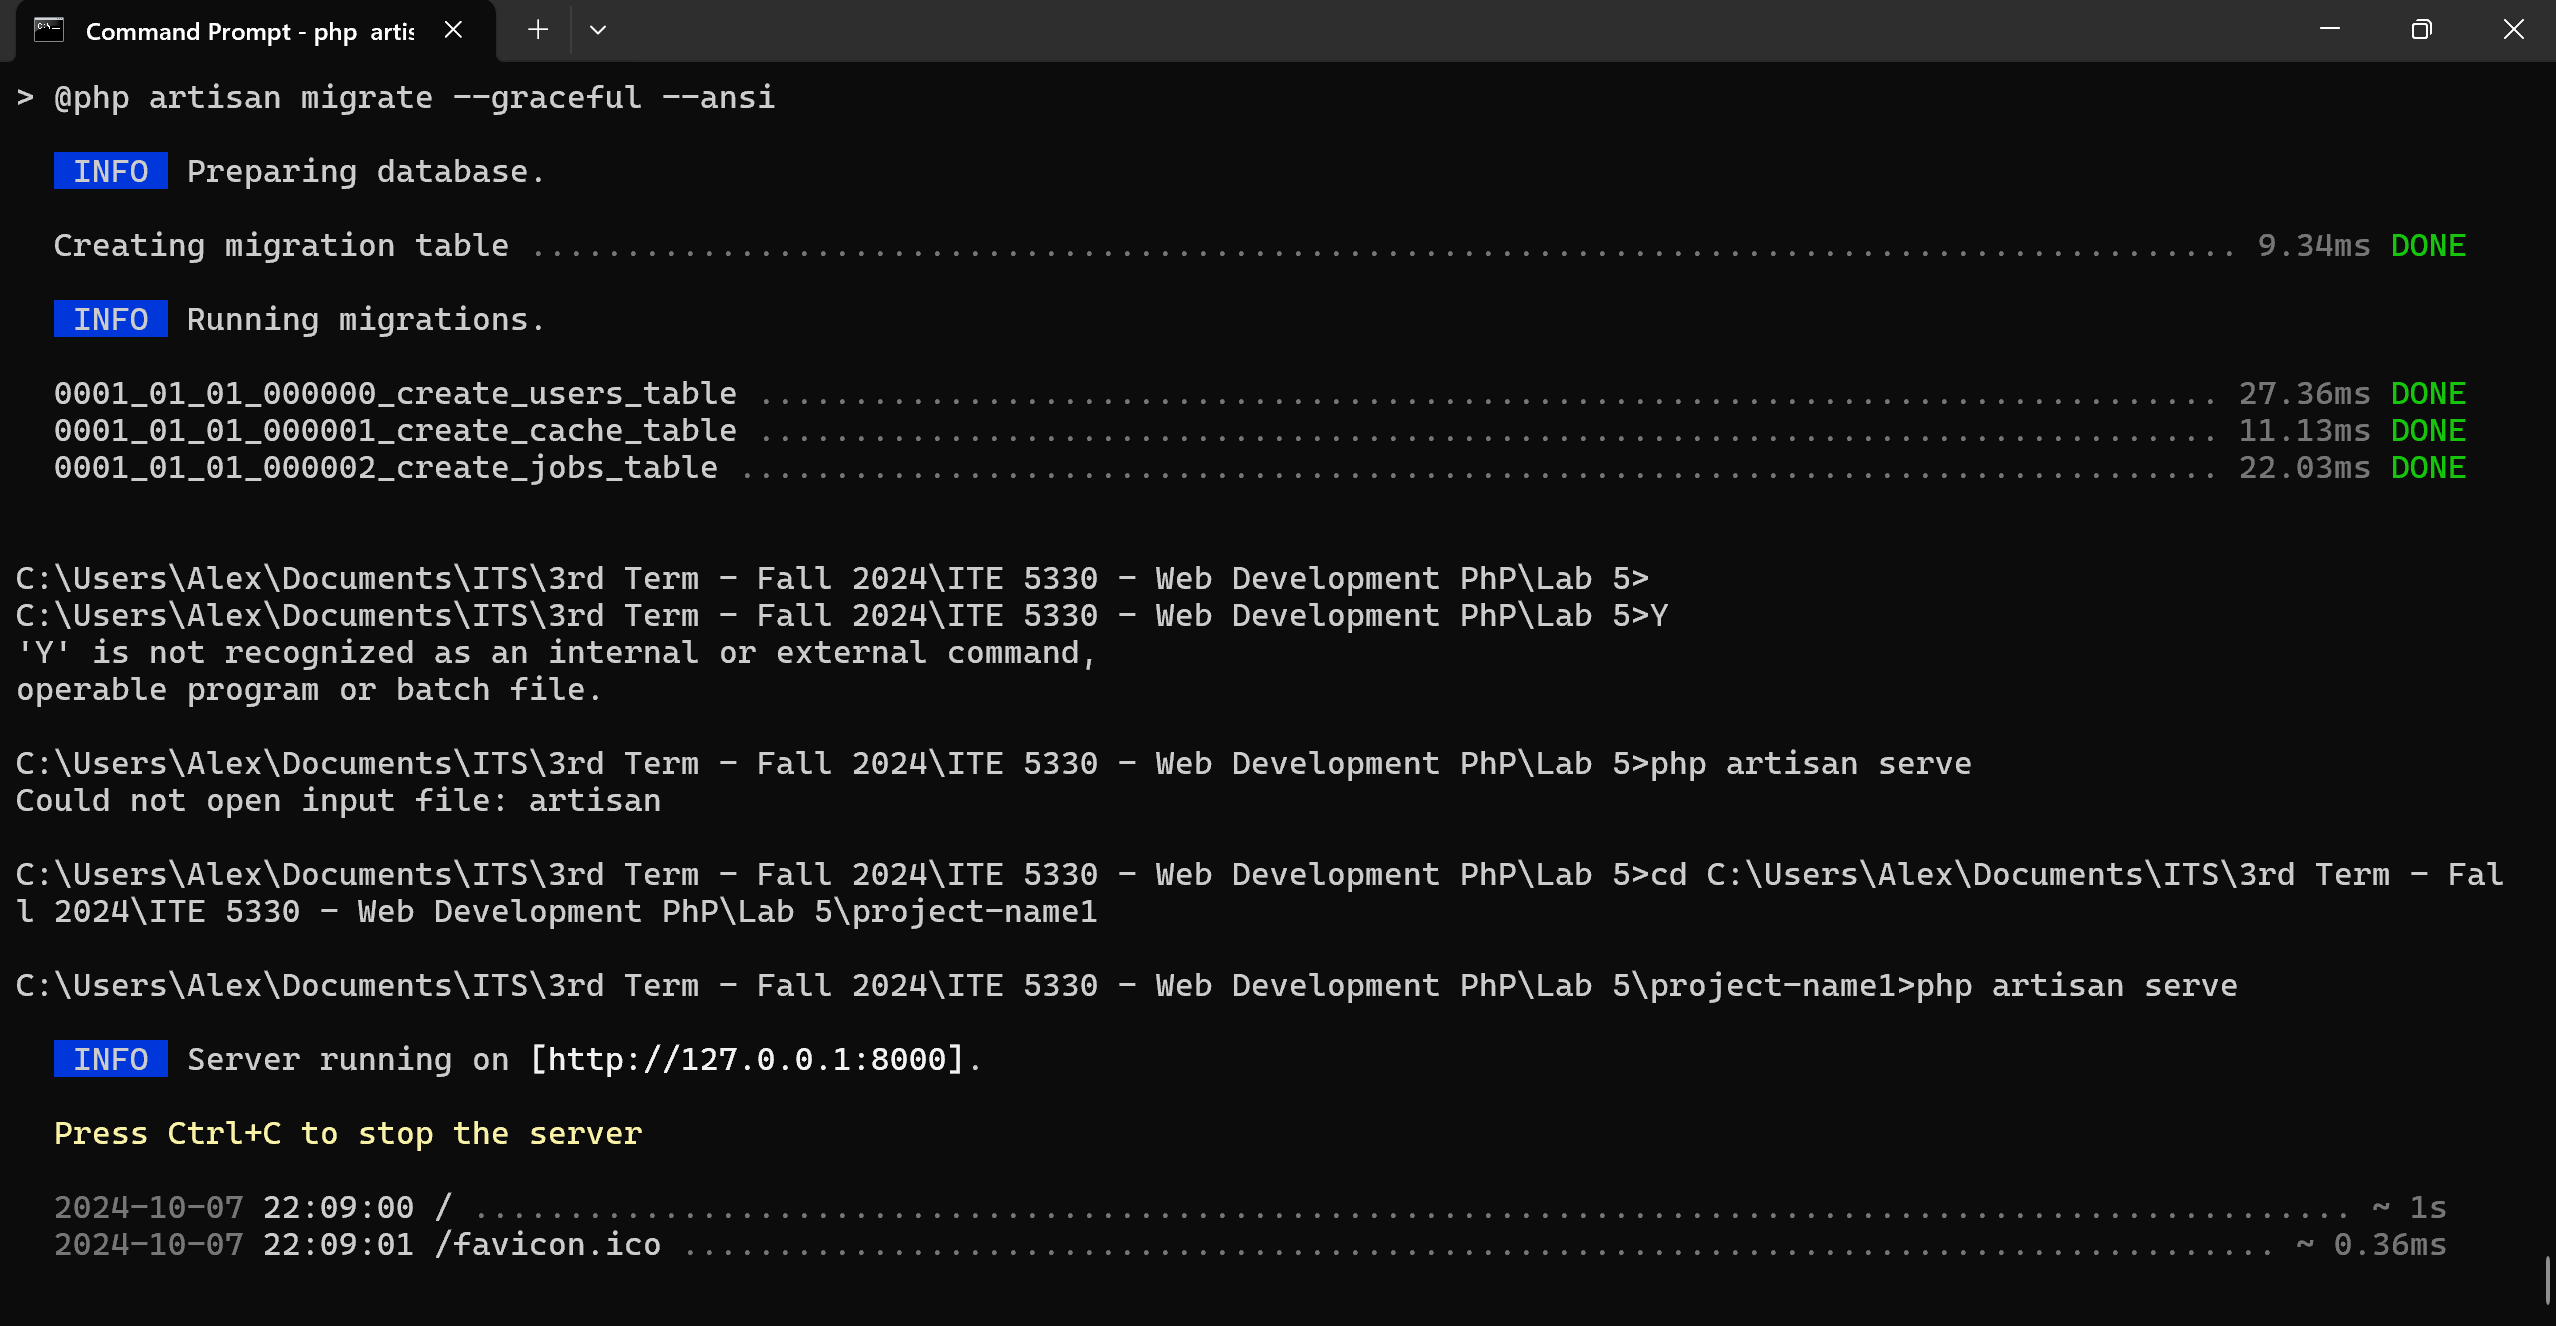 Command Prompt - php artis
> @php artisan migrate --graceful --ansi
INFO Preparing database.
Creating migration table .......................................................................................... 9.34ms DONE
INFO Running migrations.
0001_01_01_000000_create_users_table ............................................................................. 27.36ms DONE
0001_01_01_000001_create_cache_table ............................................................................. 11.13ms DONE
0001_01_01_000002_create_jobs_table .............................................................................. 22.03ms DONE
C:\Users\Alex\Documents\ITS\3rd Term - Fall 2024\ITE 5330 - Web Development PhP\Lab 5>
C:\Users\Alex\Documents\ITS\3rd Term - Fall 2024\ITE 5330 - Web Development PhP\Lab 5>Y
'Y' is not recognized as an internal or external command,
operable program or batch file.
C:\Users\Alex\Documents\ITS\3rd Term - Fall 2024\ITE 5330 - Web Development PhP\Lab 5>php artisan serve
Could not open input file: artisan
C:\Users\Alex\Documents\ITS\3rd Term - Fall 2024\ITE 5330 - Web Development PhP\Lab 5>cd C:\Users\Alex\Documents\ITS\3rd Term - Fal
l 2024\ITE 5330 - Web Development PhP\Lab 5\project-name1
C:\Users\Alex\Documents\ITS\3rd Term - Fall 2024\ITE 5330 - Web Development PhP\Lab 5\project-name1>php artisan serve
INFO Server running on [http://127.0.0.1:8000].
Press Ctrl+C to stop the server
2024-10-07 22:09:00 / ................................................................................................... ~ 1s
2024-10-07 22:09:01 /favicon.ico .................................................................................... ~ 0.36ms